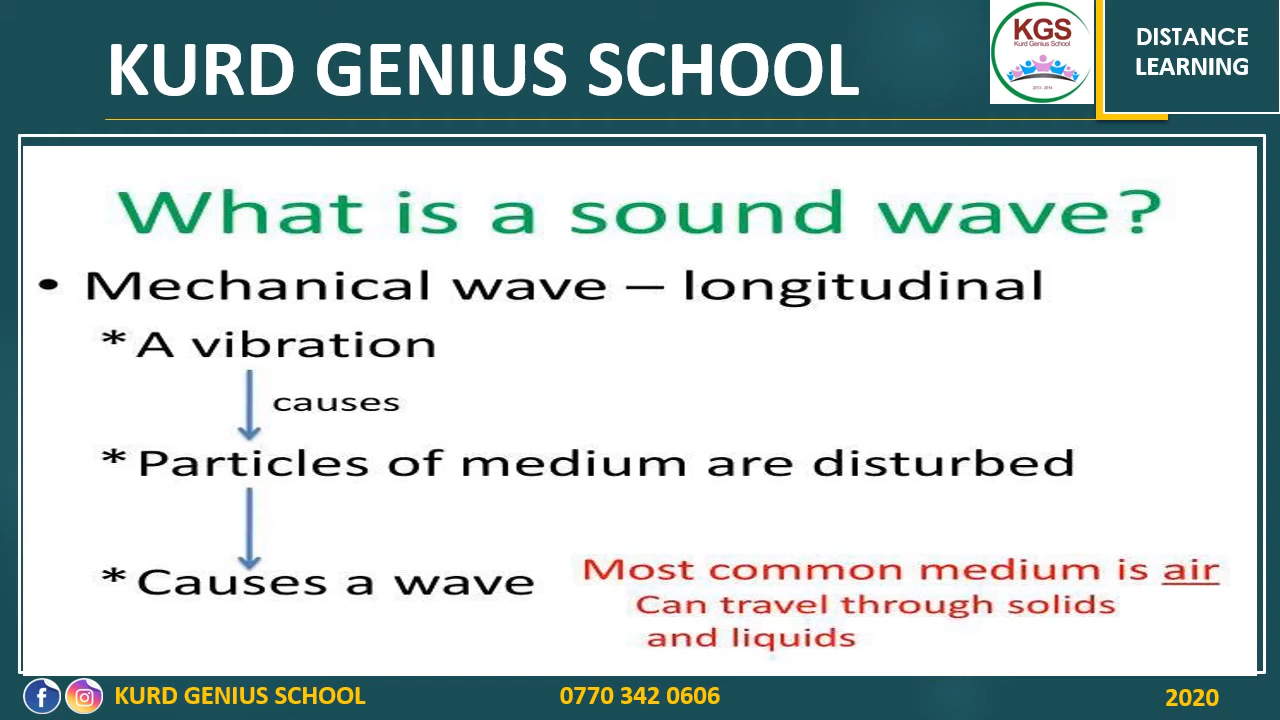 KURD GENIUS SCHOOL
KGS
Kurd Genius School
DISTANCE
LEARNING
What is a sound wave?
• Mechanical wave – longitudinal
* A vibration
causes
* Particles of medium are disturbed
* Causes a wave
Most common medium is air
Can travel through solids
and liquids
KURD GENIUS SCHOOL
0770 342 0606
2020